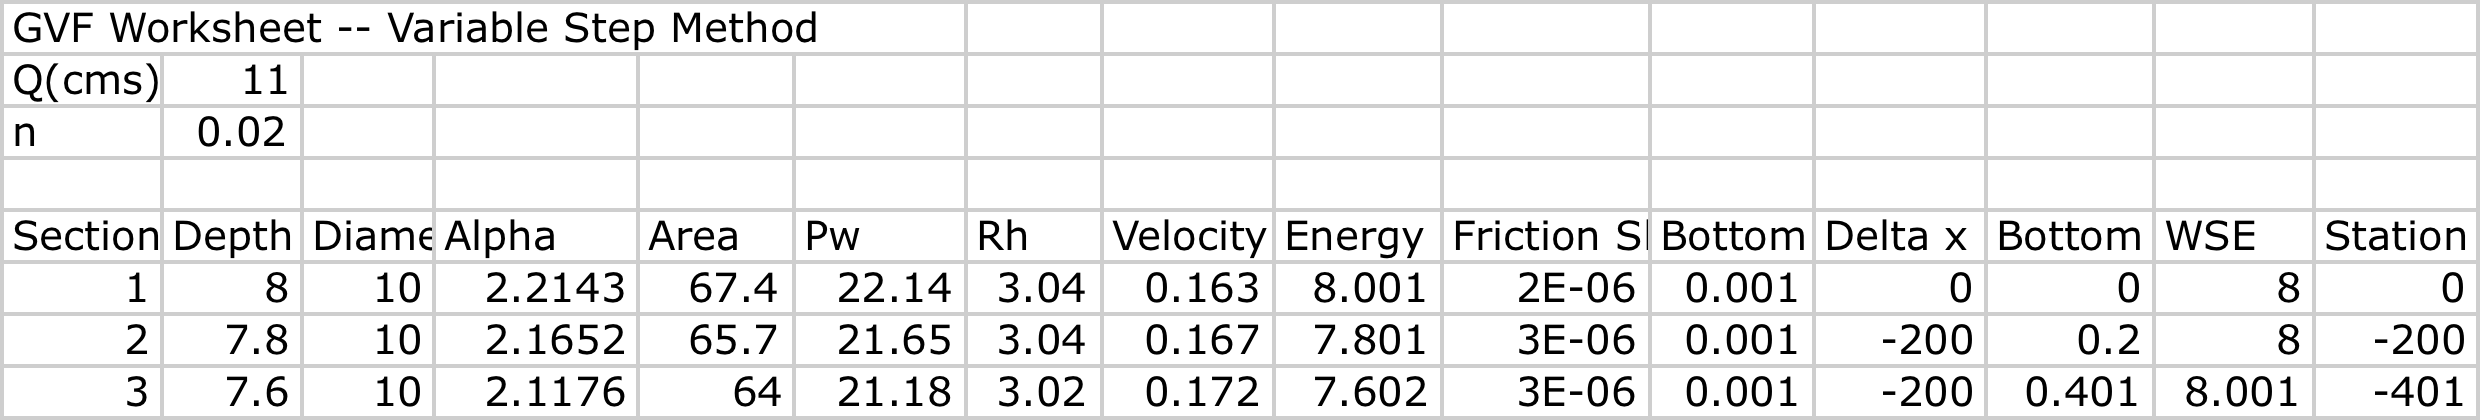 GVF Worksheet -- Variable Step Method
Q(cms) 11
n 0.02
Section Depth Diame Alpha Area Pw Rh Velocity Energy Friction Sl Bottom Delta x Bottom WSE Station
1 8 10 2.2143 67.4 22.14 3.04 0.163 8.001 2E-06 0.001 0 0 8 0
2 7.8 10 2.1652 65.7 21.65 3.04 0.167 7.801 3E-06 0.001 -200 0.2 8 -200
3 7.6 10 2.1176 64 21.18 3.02 0.172 7.602 3E-06 0.001 -200 0.401 8.001 -401